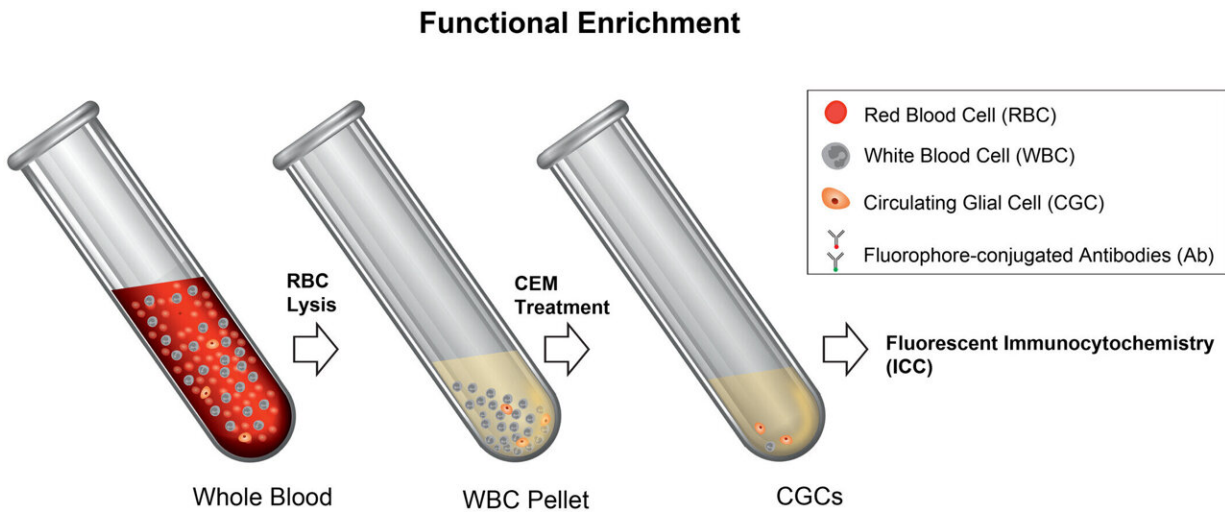 Functional Enrichment
Red Blood Cell (RBC)
White Blood Cell (WBC)
Circulating Glial Cell (CGC)
Fluorophore-conjugated Antibodies (Ab)
RBC
Lysis
CEM
Treatment
Fluorescent Immunocytochemistry
(ICC)
Whole Blood
WBC Pellet
CGCs